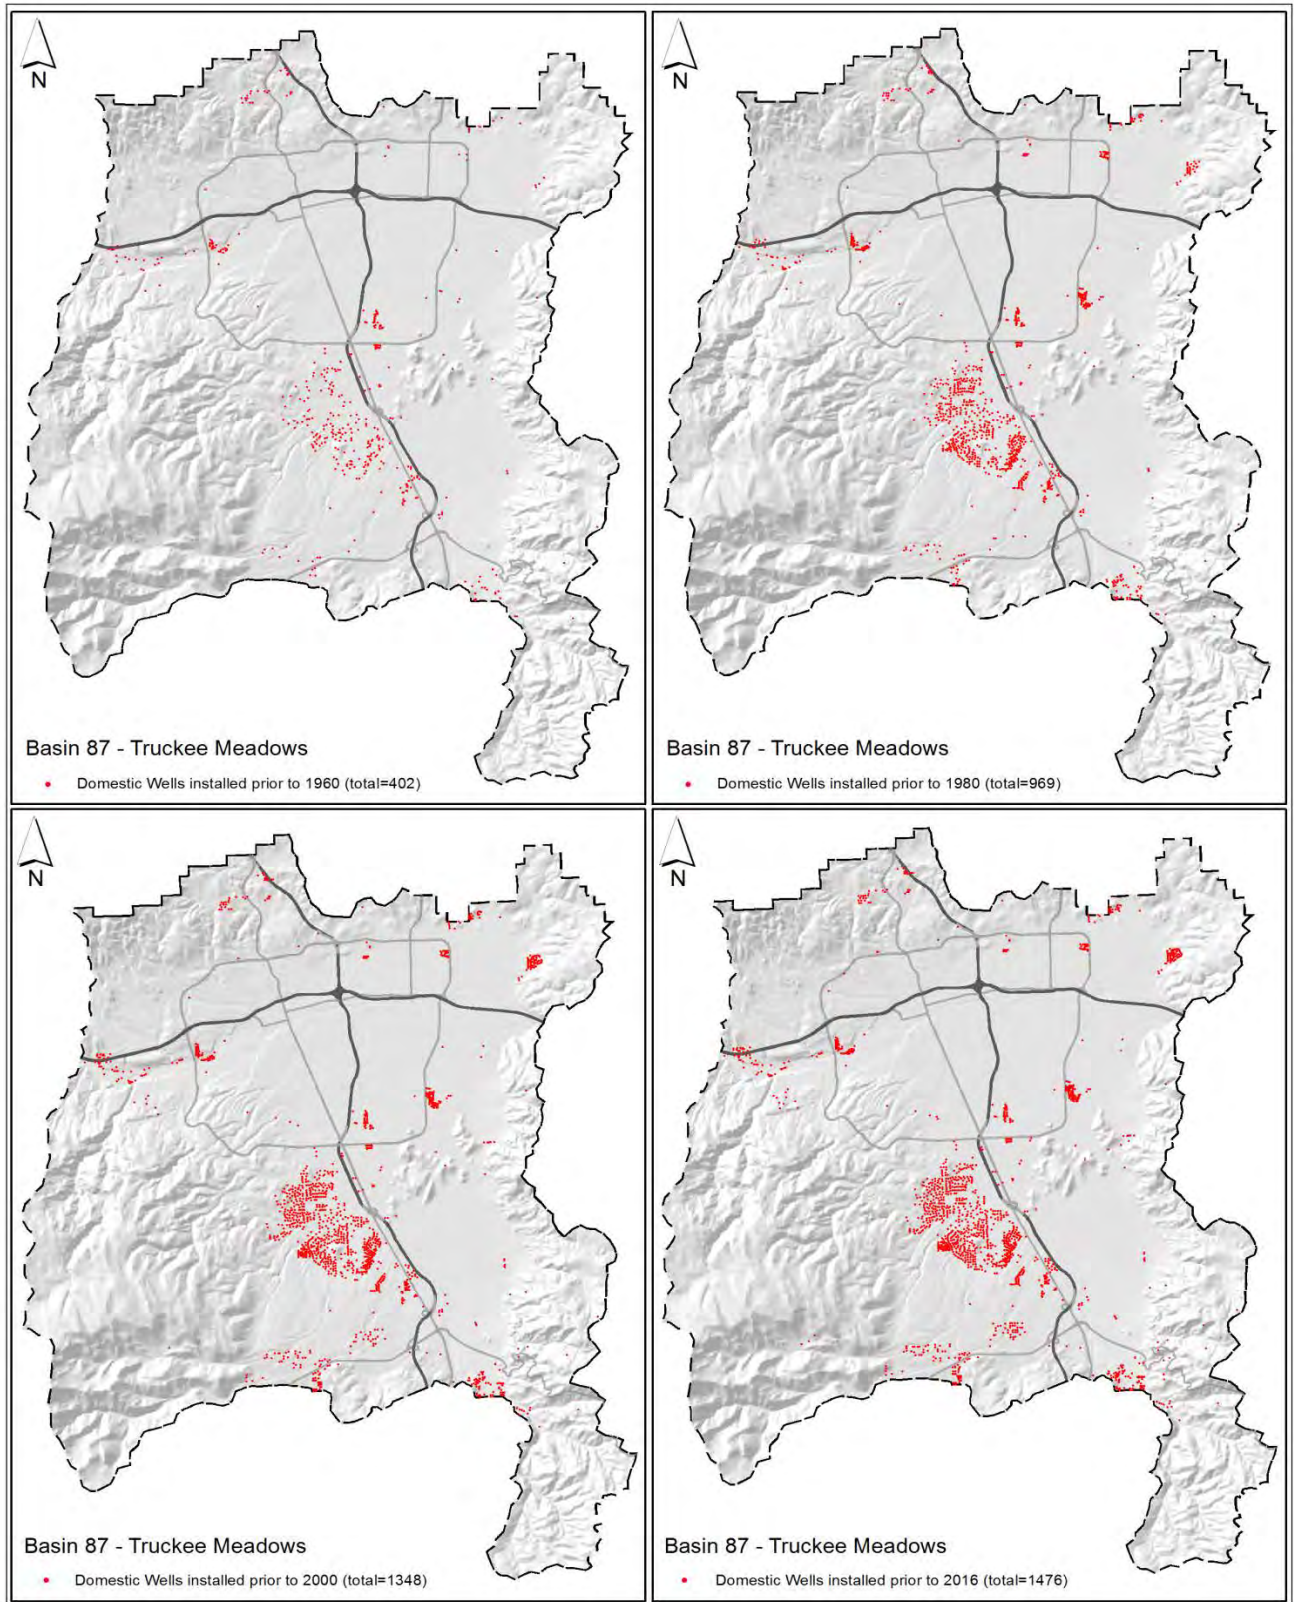 N
Basin 87 - Truckee Meadows
Domestic Wells installed prior to 1960 (total=402)
N
Basin 87 - Truckee Meadows
Domestic Wells installed prior to 1980 (total=969)
N
Basin 87 - Truckee Meadows
Domestic Wells installed prior to 2000 (total=1348)
N
Basin 87 - Truckee Meadows
Domestic Wells installed prior to 2016 (total=1476)